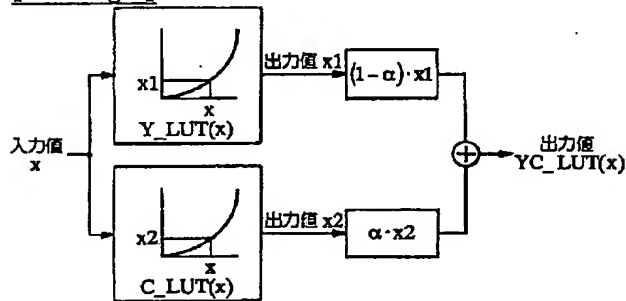 出力値 x1
(1-α)·x1
x1
x
Y_LUT(x)
入力値
x
出力値
YC_LUT(x)
出力値 x2
α·x2
x2
x
C_LUT(x)